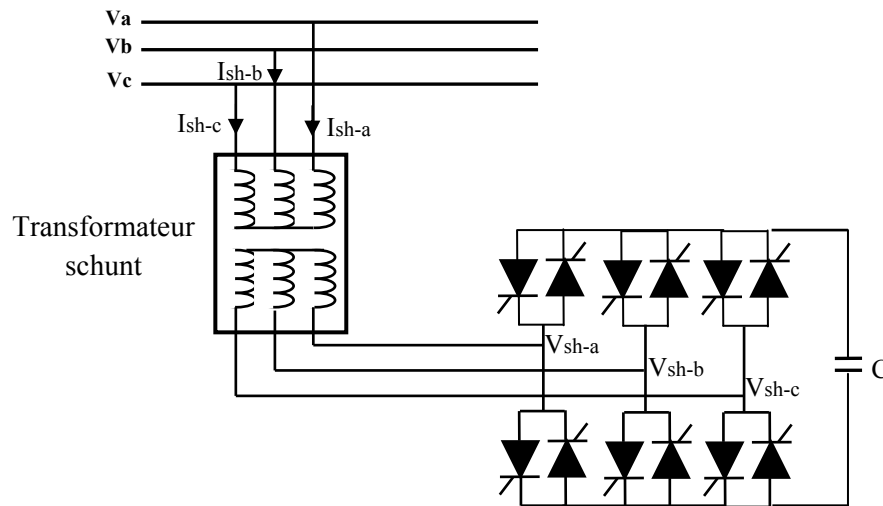 Va
Vb
Ish-b
Vc
Ish-c
Ish-a
Transformateur
schunt
Vsh-a
Vsh-b
Vsh-c
C